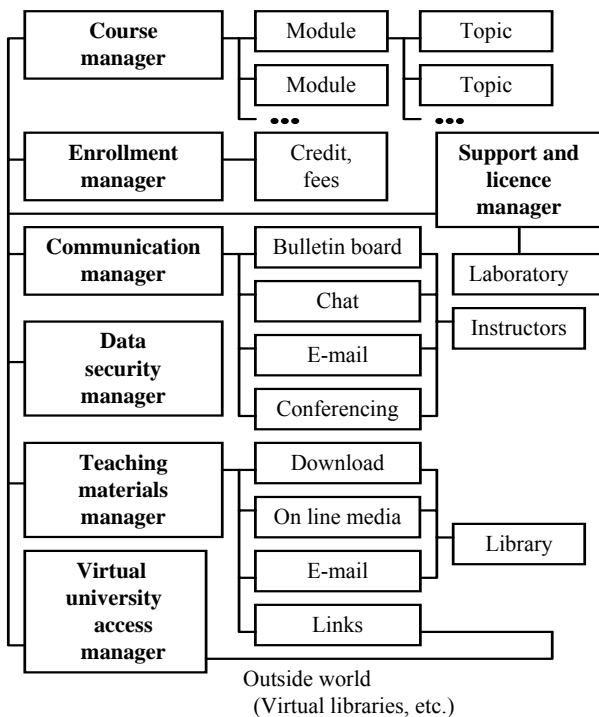 Course
manager
Module
Topic
Module
Topic
•••
•••
Enrollment
manager
Credit,
fees
Support and
licence
manager
Communication
manager
Bulletin board
Laboratory
Chat
Instructors
Data
security
manager
E-mail
Conferencing
Teaching
materials
manager
Download
On line media
Library
E-mail
Virtual
university
access
manager
Links
Outside world
(Virtual libraries, etc.)